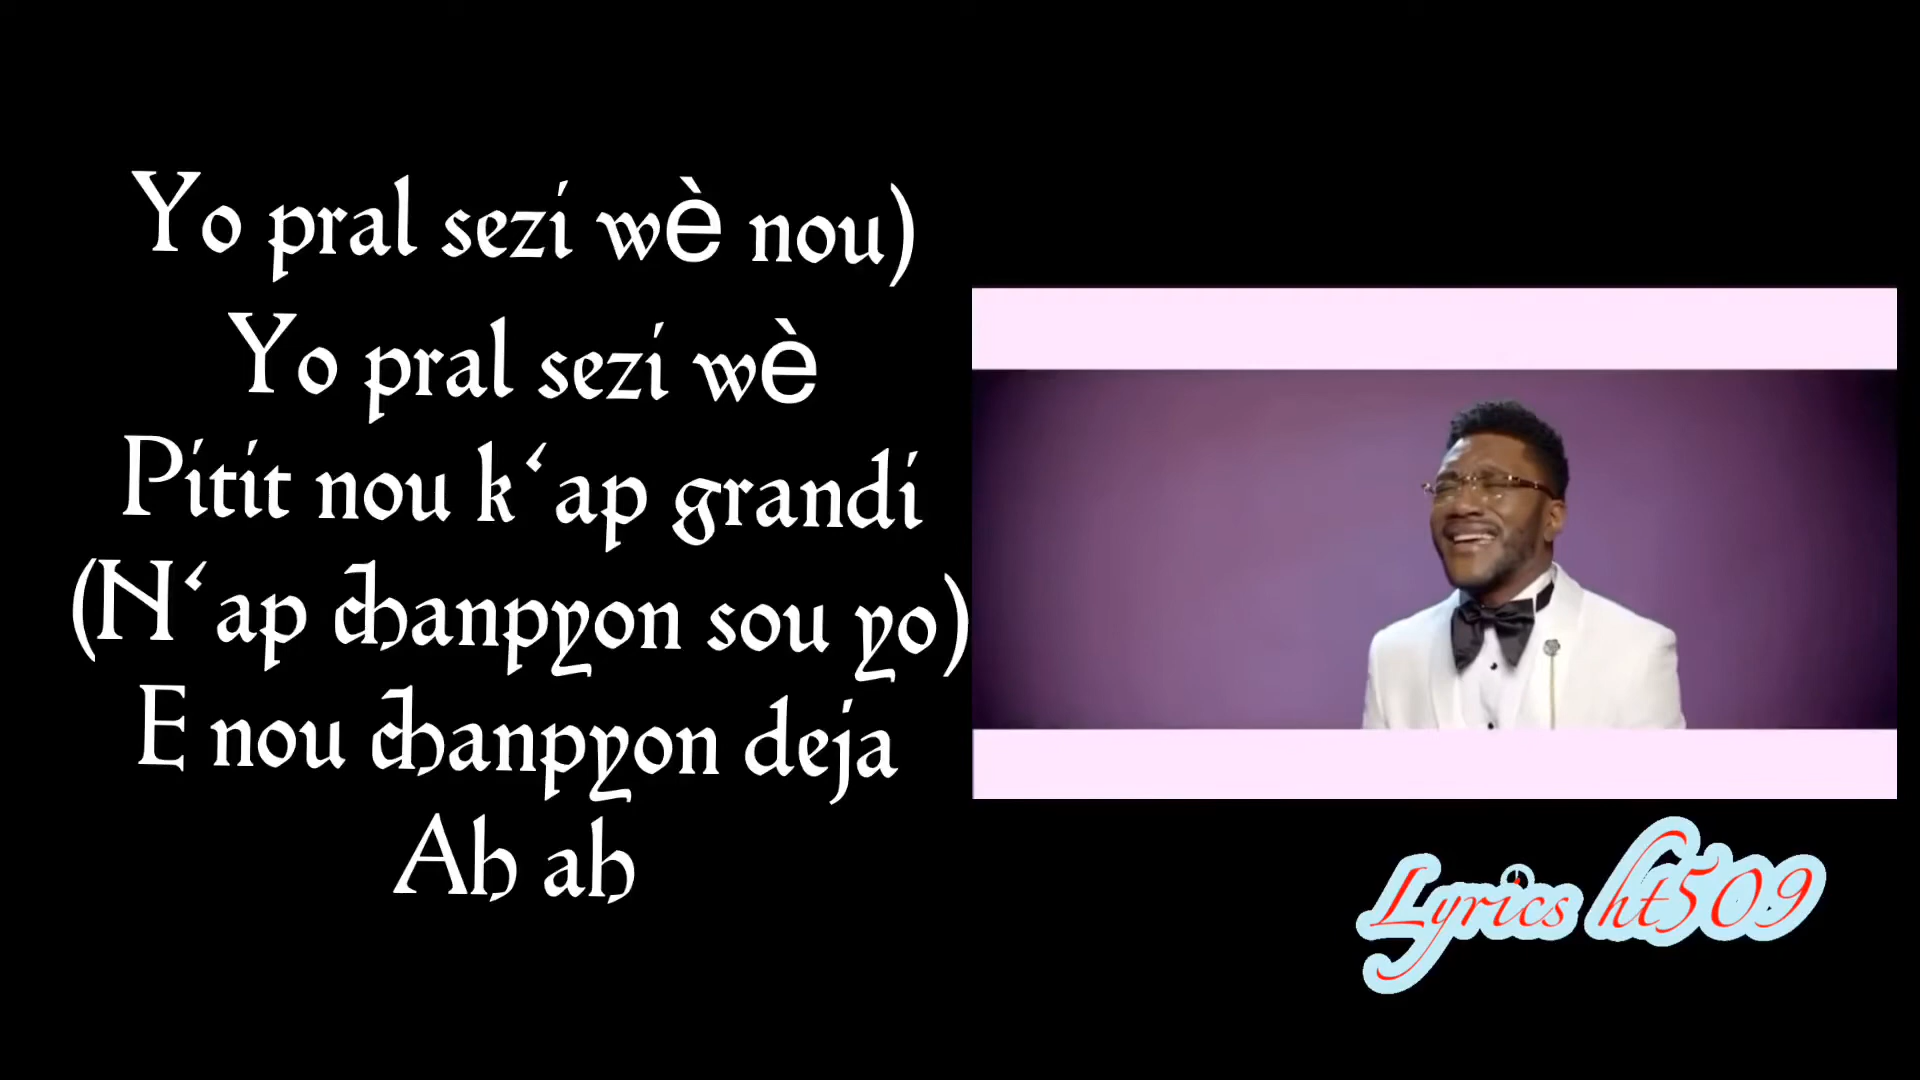 Yo pral sezi wè nou)
Yo pral sezi wè
Pitit nou k‘ap grandi
(N‘ap chanpyon sou yo)
E nou chanpyon deja
Ah ah
Lyrics ht509